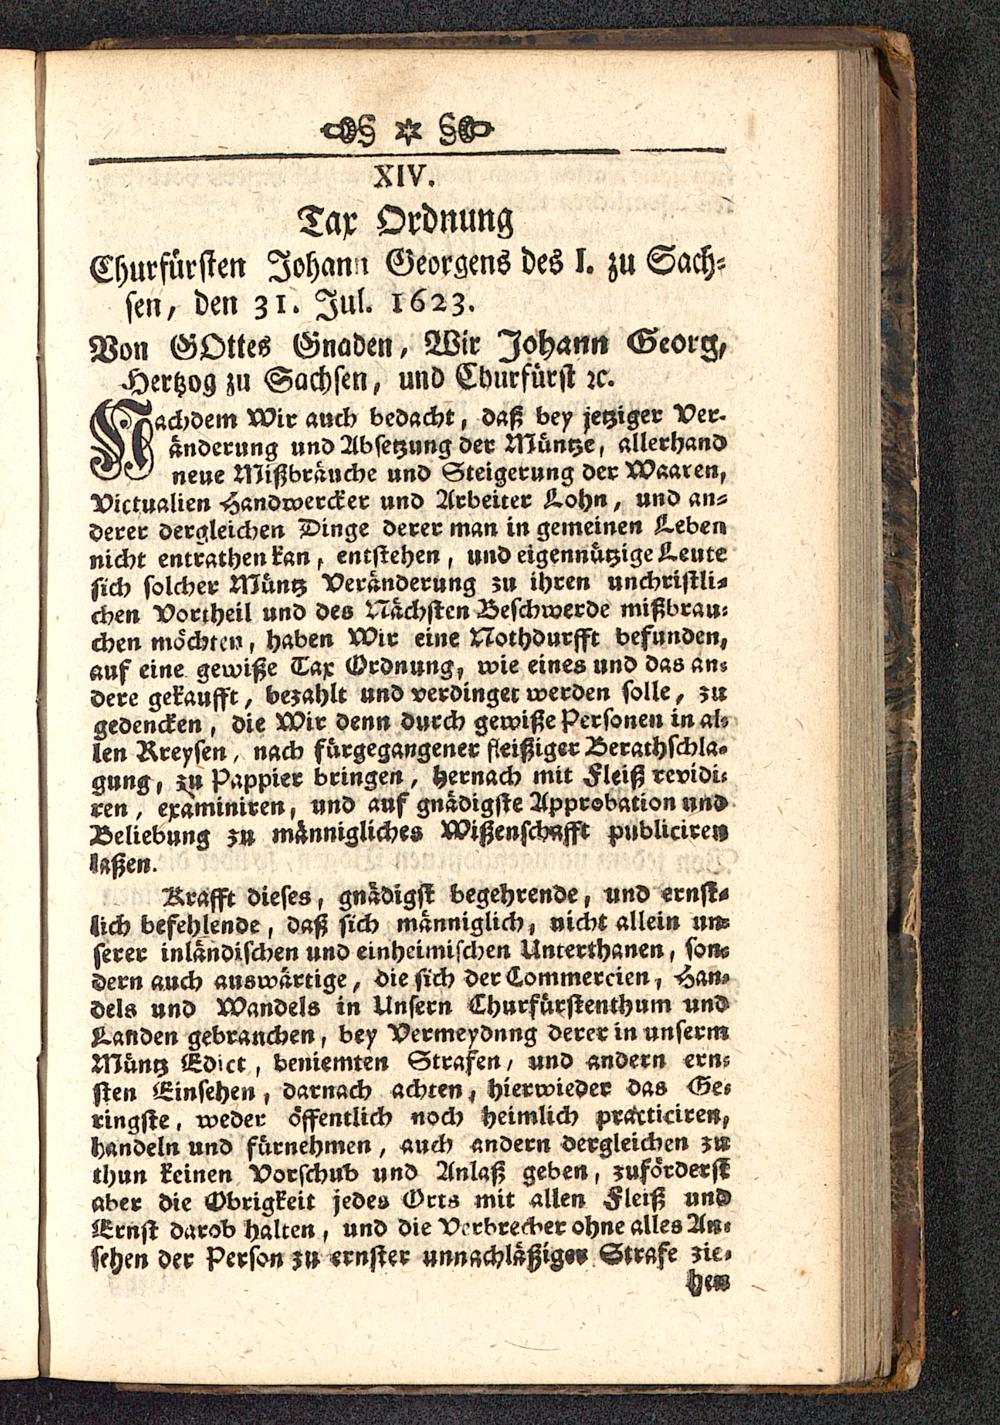 XIV.
Tax Ordnung
Churfürsten Johann Georgens des I. zu Sach-
sen, den 31. Jul. 1623.
Von GOttes Gnaden, Wir Johann Georg,
Hertzog zu Sachsen, und Churfürst ꝛc.
Nachdem Wir auch bedacht, daß bey jetziger Ver-
änderung und Absetzung der Müntze, allerhand
neue Mißbräuche und Steigerung der Waaren,
Victualien Handwercker und Arbeiter Lohn, und an-
derer dergleichen Dinge derer man in gemeinen Leben
nicht entrathen kan, entstehen, und eigennützige Leute
sich solcher Müntz Veränderung zu ihren unchristli-
chen Vortheil und des Nächsten Beschwerde mißbrau-
chen möchten, haben Wir eine Nothdurfft befunden,
auf eine gewiße Tax Ordnung, wie eines und das an-
dere gekaufft, bezahlt und verdinget werden solle, zu
gedencken, die Wir denn durch gewiße Personen in al-
len Kreysen, nach fürgegangener fleißiger Berathschla-
gung, zu Pappier bringen, hernach mit Fleiß revidi-
ren, examiniren, und auf gnädigste Approbation und
Beliebung zu männigliches Wißenschafft publiciren
laßen.
Krafft dieses, gnädigst begehrende, und ernst-
lich befehlende, daß sich männiglich, nicht allein un-
serer inländischen und einheimischen Unterthanen, son-
dern auch auswärtige, die sich der Commercien, Han-
dels und Wandels in Unsern Churfürstenthum und
Landen gebrauchen, bey Vermeydnng derer in unserm
Müntz Edict, beniemten Strafen, und andern ern-
sten Einsehen, darnach achten, hierwieder das Ge-
ringste, weder öffentlich noch heimlich practiciren,
handeln und fürnehmen, auch andern dergleichen zu
thun keinen Vorschub und Anlaß geben, zuförderst
aber die Obrigkeit jedes Orts mit allen Fleiß und
Ernst darob halten, und die Verbrecher ohne alles An-
sehen der Person zu ernster unnachläßiger Strafe zie-
hen